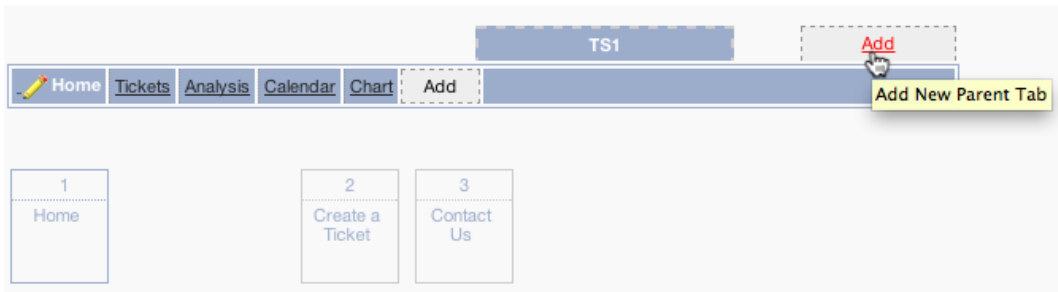 TS1 Add
Home Tickets Analysis Calendar Chart Add
Add New Parent Tab
1 2 3
Home Create a Contact
Ticket Us